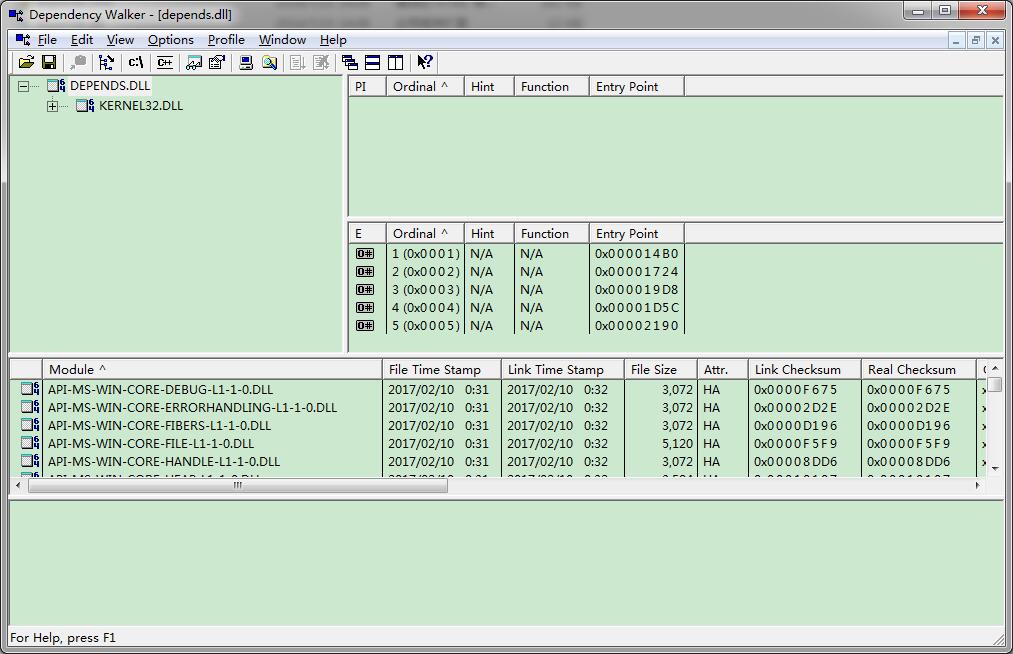 Dependency Walker - [depends.dll]
File Edit View Options Profile Window Help
c:\ C++
DEPENDS.DLL
KERNEL32.DLL
PI Ordinal ^ Hint Function Entry Point
E Ordinal ^ Hint Function Entry Point
O# 1 (0x0001) N/A N/A 0x000014B0
O# 2 (0x0002) N/A N/A 0x00001724
O# 3 (0x0003) N/A N/A 0x000019D8
O# 4 (0x0004) N/A N/A 0x00001D5C
O# 5 (0x0005) N/A N/A 0x00002190
Module ^ File Time Stamp Link Time Stamp File Size Attr. Link Checksum Real Checksum
API-MS-WIN-CORE-DEBUG-L1-1-0.DLL 2017/02/10 0:31 2017/02/10 0:32 3,072 HA 0x0000F675 0x0000F675
API-MS-WIN-CORE-ERRORHANDLING-L1-1-0.DLL 2017/02/10 0:31 2017/02/10 0:32 3,072 HA 0x00002D2E 0x00002D2E
API-MS-WIN-CORE-FIBERS-L1-1-0.DLL 2017/02/10 0:31 2017/02/10 0:32 3,072 HA 0x0000D196 0x0000D196
API-MS-WIN-CORE-FILE-L1-1-0.DLL 2017/02/10 0:31 2017/02/10 0:32 5,120 HA 0x0000F5F9 0x0000F5F9
API-MS-WIN-CORE-HANDLE-L1-1-0.DLL 2017/02/10 0:31 2017/02/10 0:32 3,072 HA 0x00008DD6 0x00008DD6
For Help, press F1